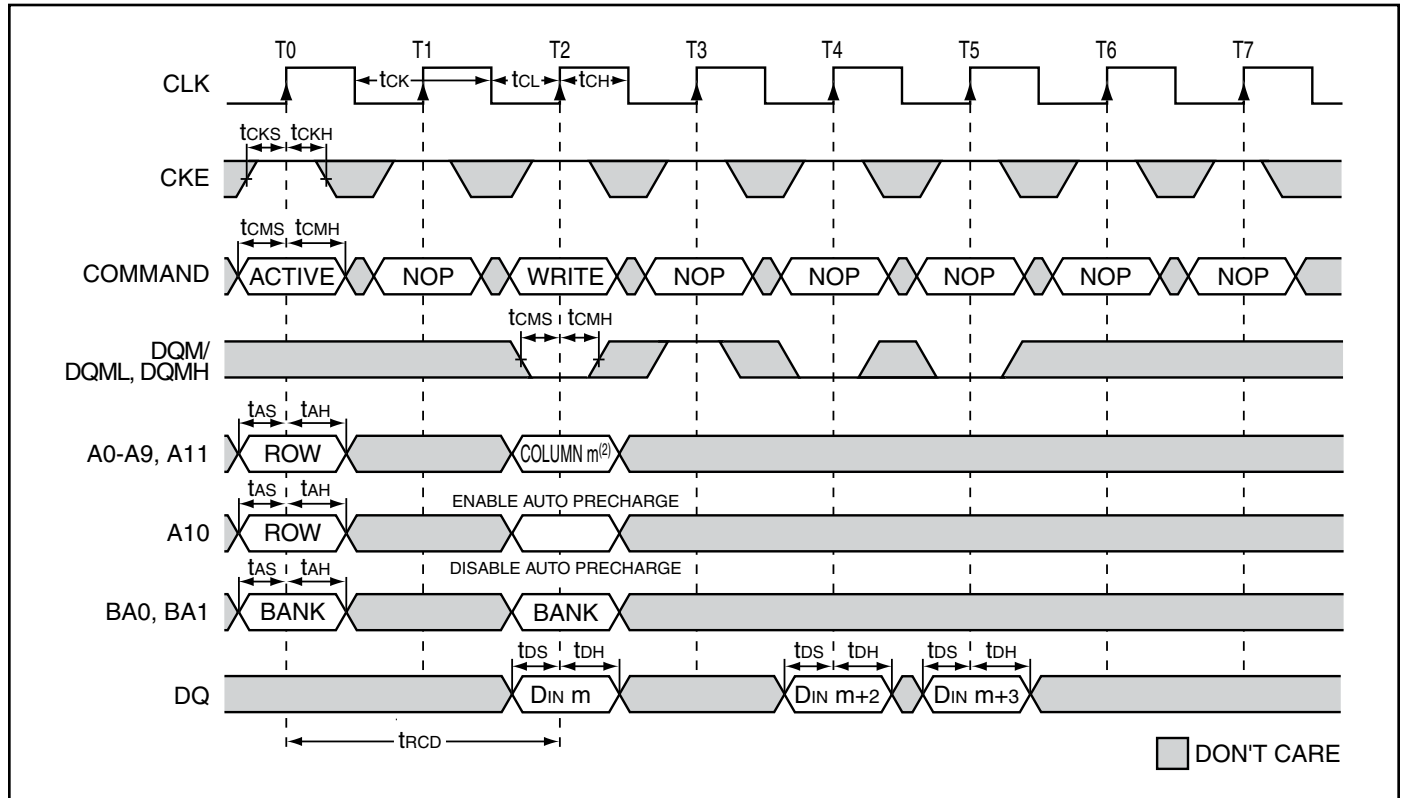 T0 T1 T2 T3 T4 T5 T6 T7
CLK
tCK tCL tCH
tCKS tCKH
CKE
tCMS tCMH
COMMAND ACTIVE NOP WRITE NOP NOP NOP NOP NOP
tCMS tCMH
DQM/
DQML, DQMH
tAS tAH
A0-A9, A11 ROW COLUMN m(2)
tAS tAH ENABLE AUTO PRECHARGE
A10 ROW
tAS tAH DISABLE AUTO PRECHARGE
BA0, BA1 BANK BANK
tDS tDH tDS tDH tDS tDH
DQ DIN m DIN m+2 DIN m+3
tRCD
DON'T CARE